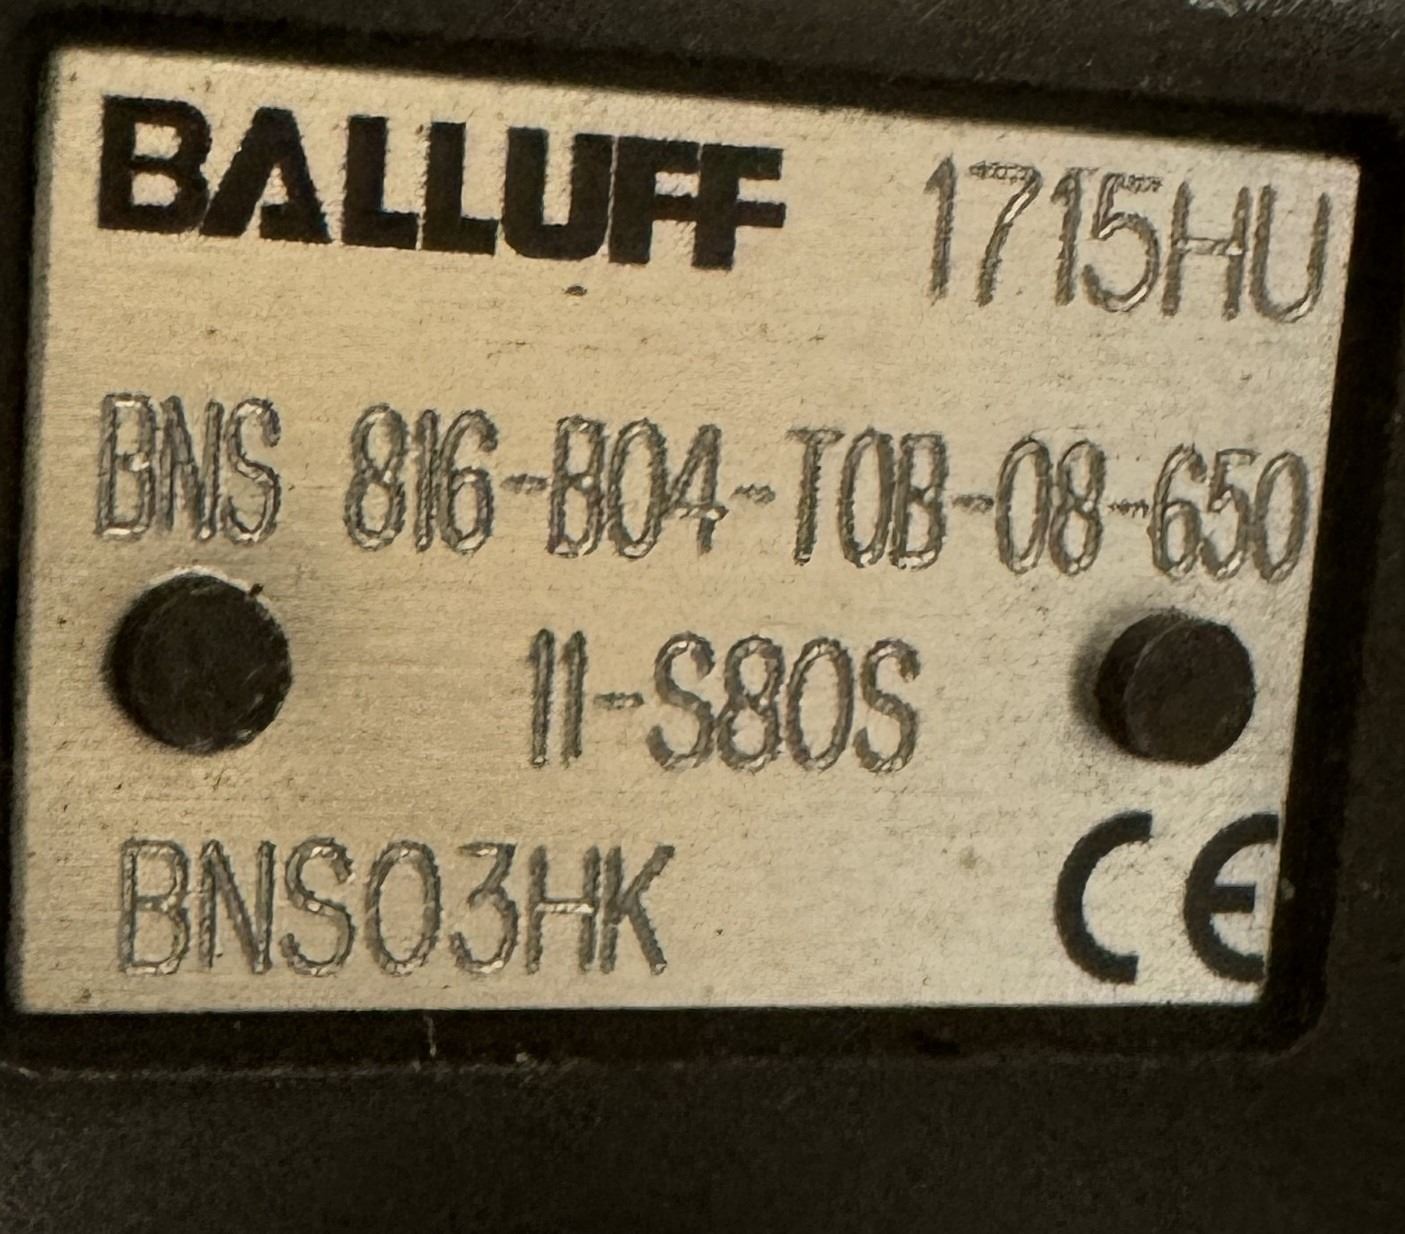 BALLUFF 1715HU
BNS 816-B04-T0B-08-650
11-S80S
BNS03HK
CE